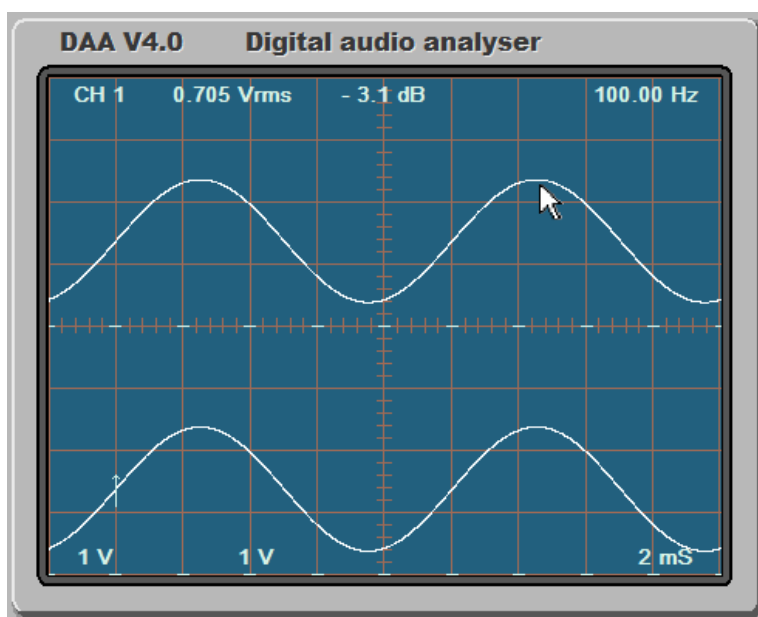 DAA V4.0 Digital audio analyser
CH 1 0.705 Vrms - 3.1 dB 100.00 Hz
1 V 1 V 2 mS